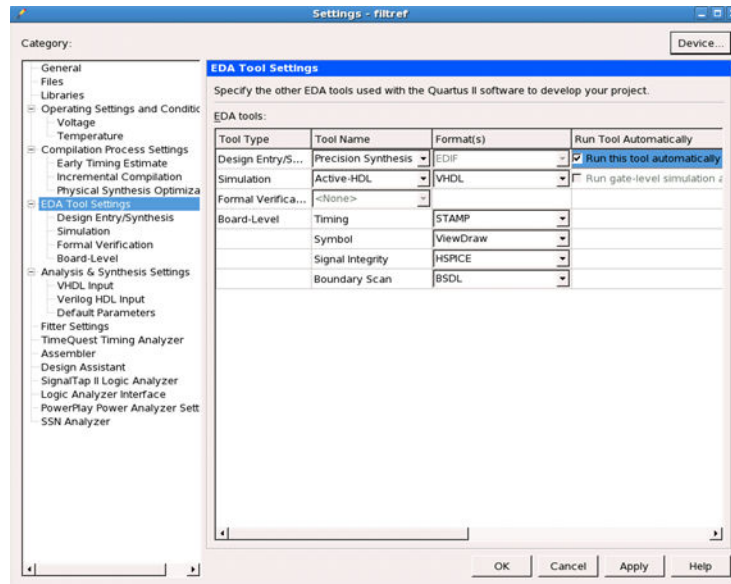 Settings - filtref
Category:
Device...
General
Files
Libraries
Operating Settings and Conditic
Voltage
Temperature
Compilation Process Settings
Early Timing Estimate
Incremental Compilation
Physical Synthesis Optimiza
EDA Tool Settings
Design Entry/Synthesis
Simulation
Formal Verification
Board-Level
Analysis & Synthesis Settings
VHDL Input
Verilog HDL Input
Default Parameters
Fitter Settings
TimeQuest Timing Analyzer
Assembler
Design Assistant
SignalTap II Logic Analyzer
Logic Analyzer Interface
PowerPlay Power Analyzer Sett
SSN Analyzer
EDA Tool Settings
Specify the other EDA tools used with the Quartus II software to develop your project.
EDA tools:
Tool Type Tool Name Format(s) Run Tool Automatically
Design Entry/S... Precision Synthesis EDIF Run this tool automatically
Simulation Active-HDL VHDL Run gate-level simulation a
Formal Verifica... <None>
Board-Level Timing STAMP
Symbol ViewDraw
Signal Integrity HSPICE
Boundary Scan BSDL
OK Cancel Apply Help